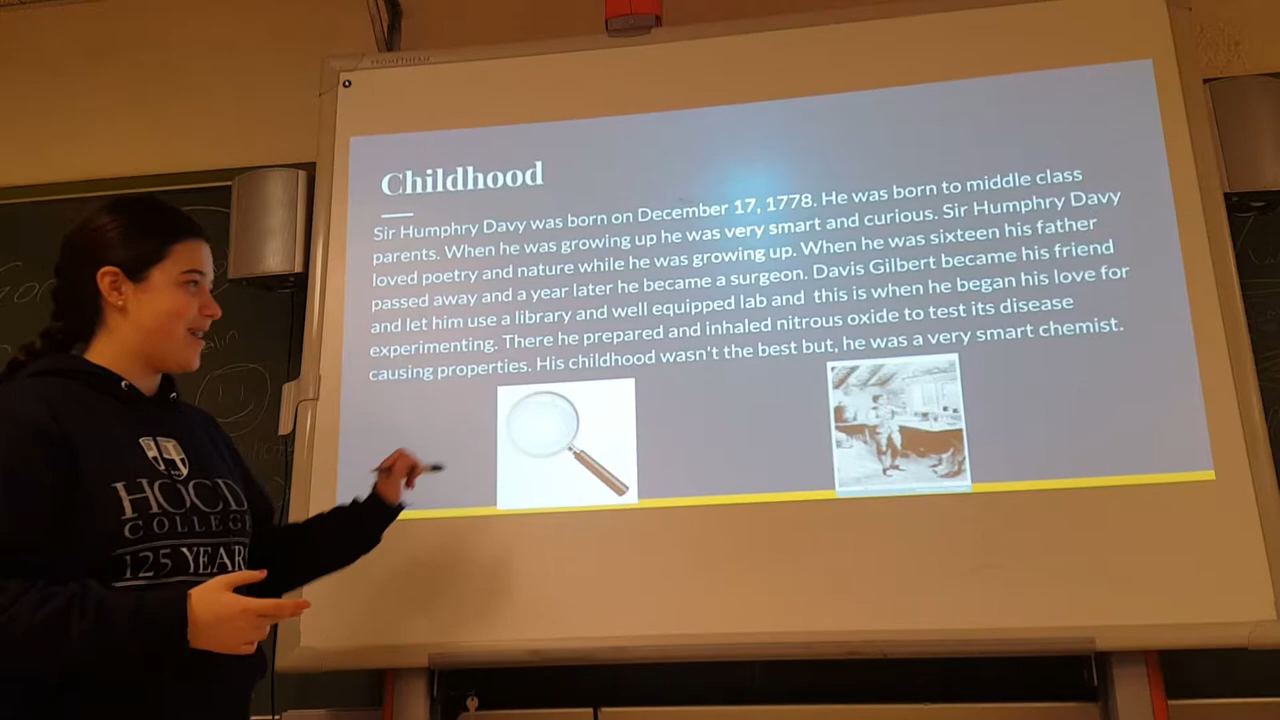 PROMETHEAN
Childhood
Sir Humphry Davy was born on December 17, 1778. He was born to middle class
parents. When he was growing up he was very smart and curious. Sir Humphry Davy
loved poetry and nature while he was growing up. When he was sixteen his father
passed away and a year later he became a surgeon. Davis Gilbert became his friend
and let him use a library and well equipped lab and this is when he began his love for
experimenting. There he prepared and inhaled nitrous oxide to test its disease
causing properties. His childhood wasn't the best but, he was a very smart chemist.
HOOD
COLLEGE
125 YEARS